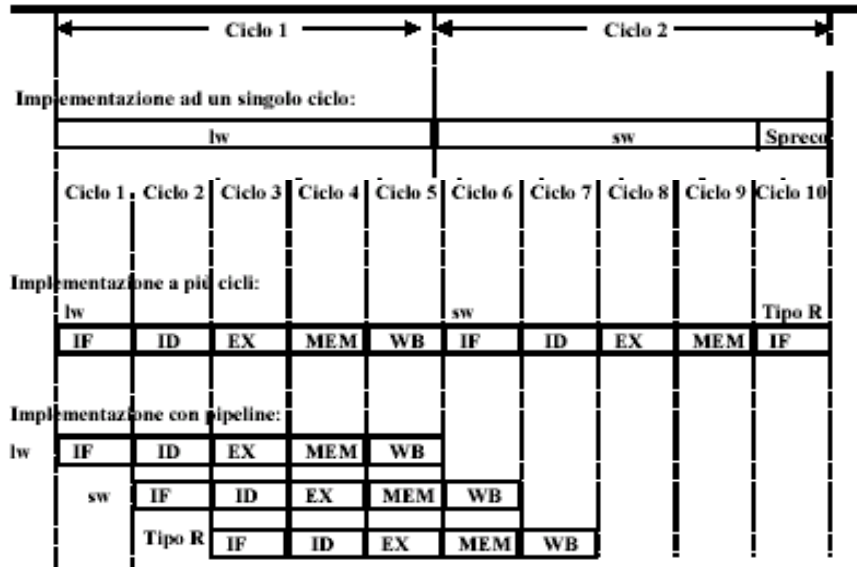 Ciclo 1 Ciclo 2
Implementazione ad un singolo ciclo:
lw sw Spreco
Ciclo 1 Ciclo 2 Ciclo 3 Ciclo 4 Ciclo 5 Ciclo 6 Ciclo 7 Ciclo 8 Ciclo 9 Ciclo 10
Implementazione a più cicli:
lw sw Tipo R
IF ID EX MEM WB IF ID EX MEM IF
Implementazione con pipeline:
lw IF ID EX MEM WB
sw IF ID EX MEM WB
Tipo R IF ID EX MEM WB